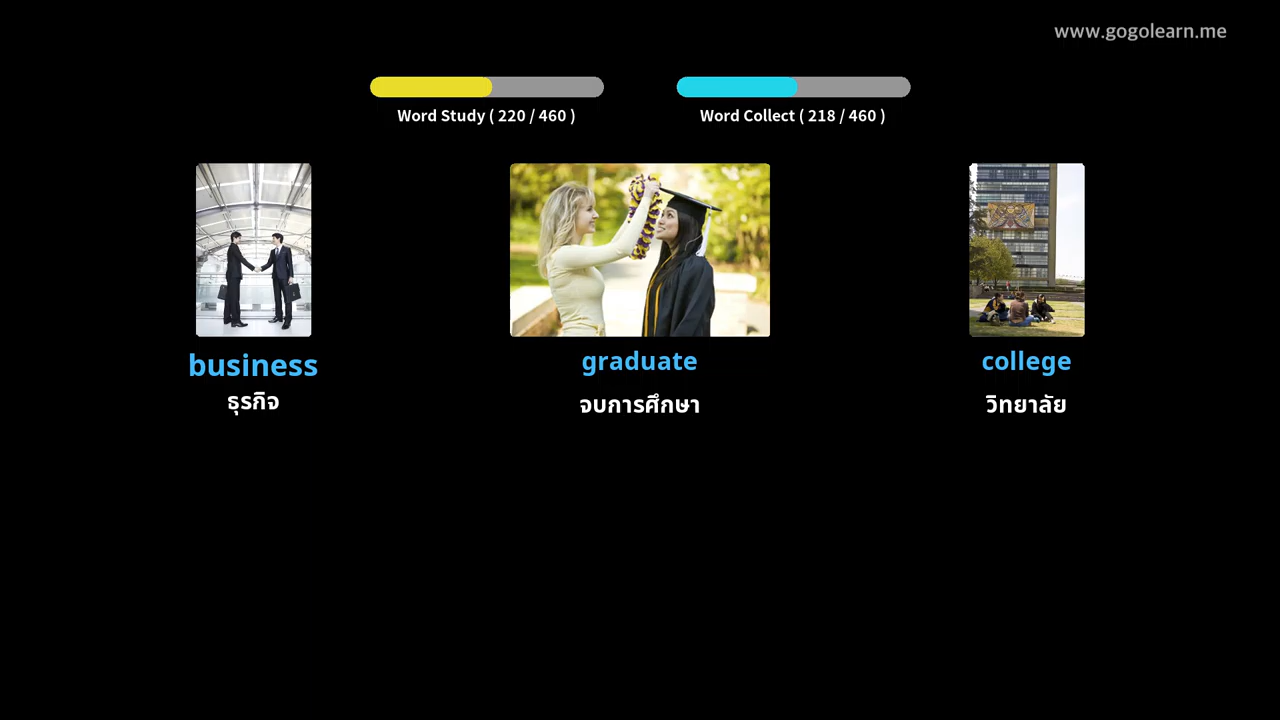 www.gogolearn.me
Word Study ( 220 / 460 )
Word Collect ( 218 / 460 )
business
ธุรกิจ
graduate
จบการศึกษา
college
วิทยาลัย